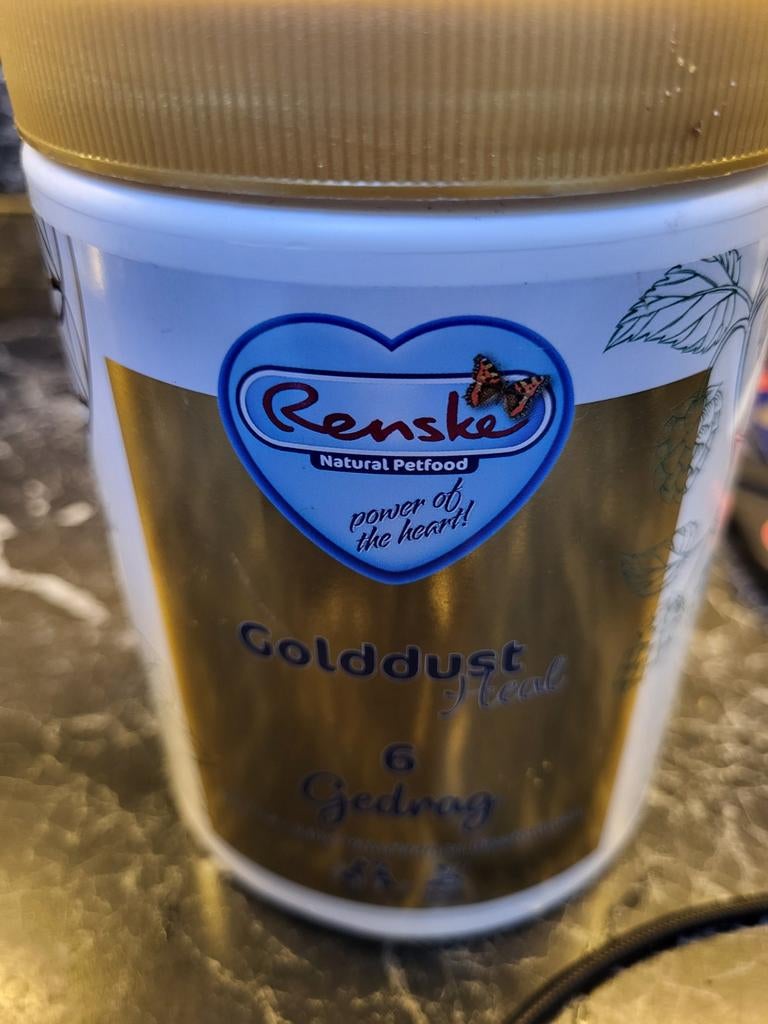 Renske
Natural Petfood
power of
the heart!
Golddust
Heal
6
Gedrag